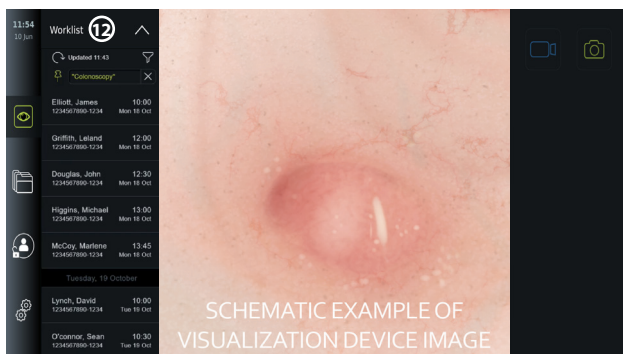 11:54
10 Jun
Worklist 12
Updated 11:43
"Colonoscopy"
Elliott, James 10:00
1234567890-1234 Mon 18 Oct
Griffith, Leland 12:00
1234567890-1234 Mon 18 Oct
Douglas, John 12:30
1234567890-1234 Mon 18 Oct
Higgins, Michael 13:00
1234567890-1234 Mon 18 Oct
McCoy, Marlene 13:45
1234567890-1234 Mon 18 Oct
Tuesday, 19 October
Lynch, David 10:00
1234567890-1234 Tue 19 Oct
O'connor, Sean 10:30
1234567890-1234 Tue 19 Oct
SCHEMATIC EXAMPLE OF
VISUALIZATION DEVICE IMAGE